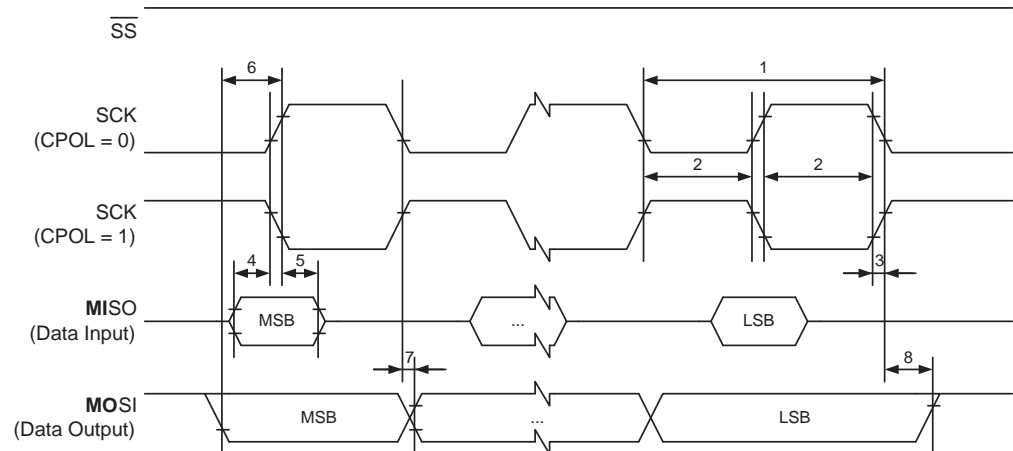 SS
6
1
SCK
(CPOL = 0)
2
2
SCK
(CPOL = 1)
4
5
3
MISO
(Data Input)
MSB
...
LSB
7
8
MOSI
(Data Output)
MSB
...
LSB